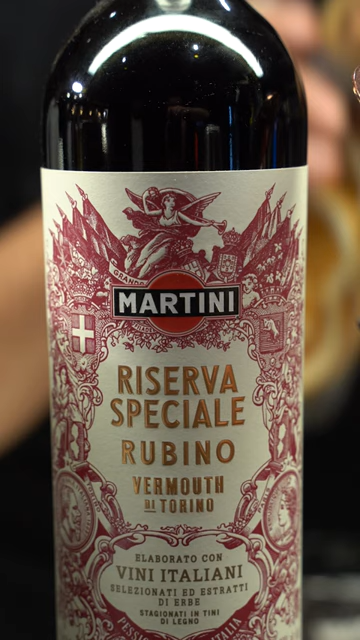 GRANDE
MARTINI
RISERVA
SPECIALE
RUBINO
VERMOUTH
DI TORINO
ELABORATO CON
VINI ITALIANI
SELEZIONATI ED ESTRATTI
DI ERBE
STAGIONATI IN TINI
DI LEGNO